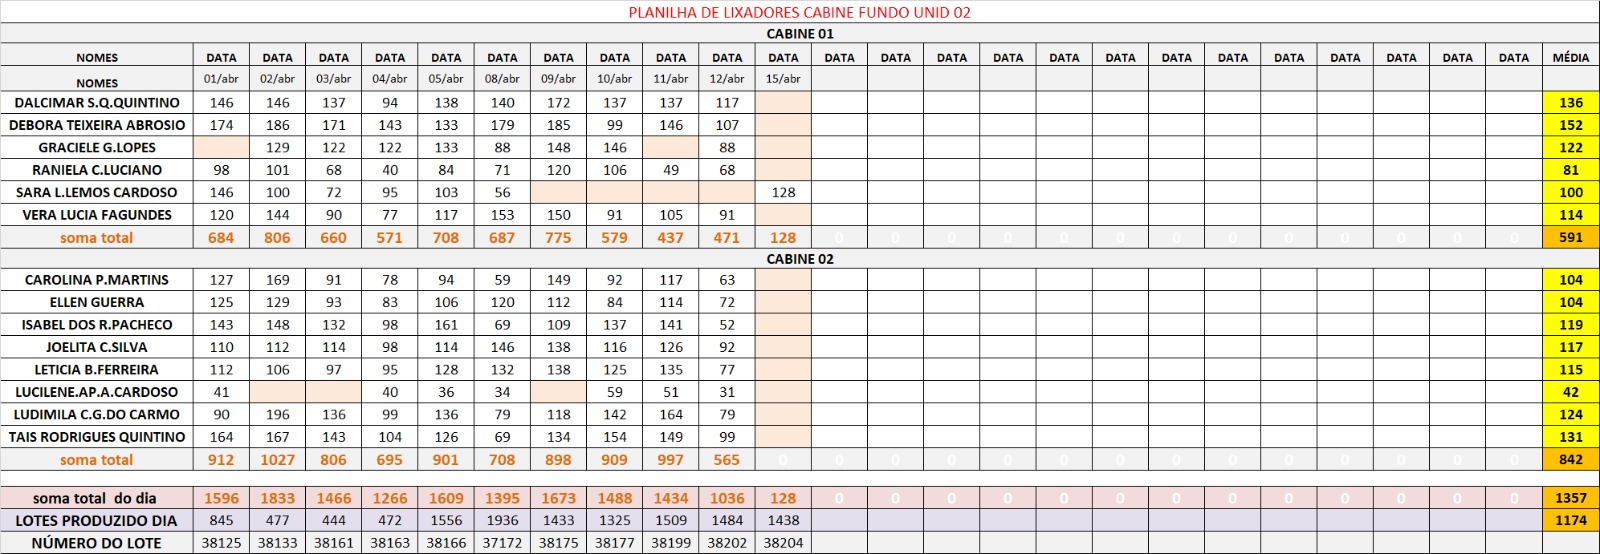 PLANILHA DE LIXADORES CABINE FUNDO UNID 02
CABINE 01
NOMES DATA DATA DATA DATA DATA DATA DATA DATA DATA DATA DATA DATA DATA DATA DATA DATA DATA DATA DATA DATA DATA DATA DATA DATA MÉDIA
NOMES 01/abr 02/abr 03/abr 04/abr 05/abr 08/abr 09/abr 10/abr 11/abr 12/abr 15/abr
DALCIMAR S.Q.QUINTINO 146 146 137 94 138 140 172 137 137 117 136
DEBORA TEIXEIRA ABROSIO 174 186 171 143 133 179 185 99 146 107 152
GRACIELE G.LOPES 129 122 122 133 88 148 146 88 122
RANIELA C.LUCIANO 98 101 68 40 84 71 120 106 49 68 81
SARA L.LEMOS CARDOSO 146 100 72 95 103 56 128 100
VERA LUCIA FAGUNDES 120 144 90 77 117 153 150 91 105 91 114
soma total 684 806 660 571 708 687 775 579 437 471 128 0 0 0 0 0 0 0 0 0 0 0 0 0 591
CABINE 02
CAROLINA P.MARTINS 127 169 91 78 94 59 149 92 117 63 104
ELLEN GUERRA 125 129 93 83 106 120 112 84 114 72 104
ISABEL DOS R.PACHECO 143 148 132 98 161 69 109 137 141 52 119
JOELITA C.SILVA 110 112 114 98 114 146 138 116 126 92 117
LETICIA B.FERREIRA 112 106 97 95 128 132 138 125 135 77 115
LUCILENE.AP.A.CARDOSO 41 40 36 34 59 51 31 42
LUDIMILA C.G.DO CARMO 90 196 136 99 136 79 118 142 164 79 124
TAIS RODRIGUES QUINTINO 164 167 143 104 126 69 134 154 149 99 131
soma total 912 1027 806 695 901 708 898 909 997 565 0 0 0 0 0 0 0 0 0 0 0 0 0 0 842
soma total do dia 1596 1833 1466 1266 1609 1395 1673 1488 1434 1036 128 0 0 0 0 0 0 0 0 0 0 0 0 0 1357
LOTES PRODUZIDO DIA 845 477 444 472 1556 1936 1433 1325 1509 1484 1438 1174
NÚMERO DO LOTE 38125 38133 38161 38163 38166 37172 38175 38177 38199 38202 38204